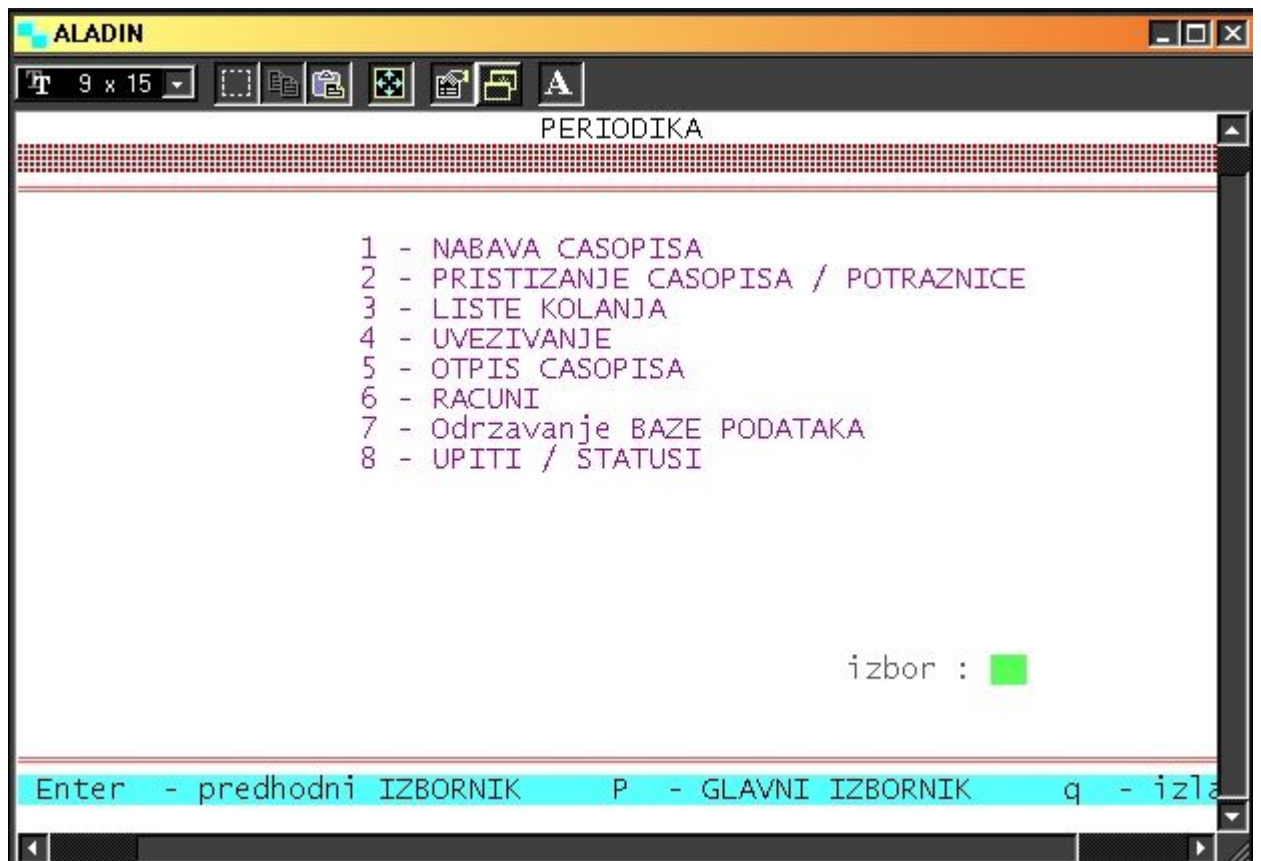 ALADIN
Tr 9 x 15 A
PERIODIKA
1 - NABAVA CASOPISA
2 - PRISTIZANJE CASOPISA / POTRAZNICE
3 - LISTE KOLANJA
4 - UVEZIVANJE
5 - OTPIS CASOPISA
6 - RACUNI
7 - Odrzavanje BAZE PODATAKA
8 - UPITI / STATUSI
izbor :
Enter - predhodni IZBORNIK P - GLAVNI IZBORNIK q - izla